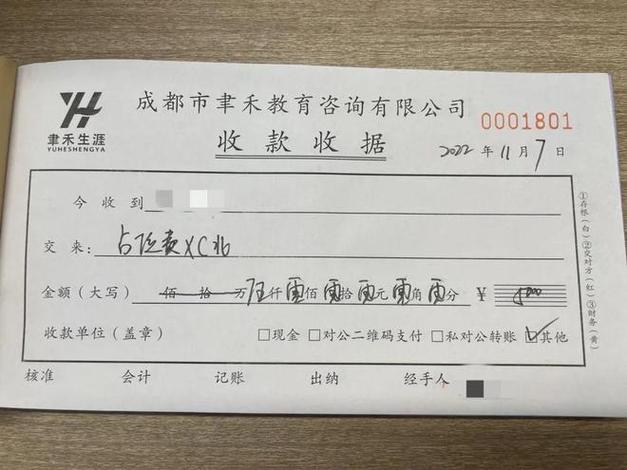 成都市聿禾教育咨询有限公司
聿禾生涯
YUHESHENGYA
0001801
收款收据
2022年11月7日
今收到
交来：占位费XC北
金额（大写） 佰 拾 万 伍仟零佰零拾零元零角零分 ¥ 5000
收款单位（盖章） □现金 □对公二维码支付 □私对公转账 ☑其他
核准 会计 记账 出纳 经手人
①存根（白）②交对方（红）③财务（黄）